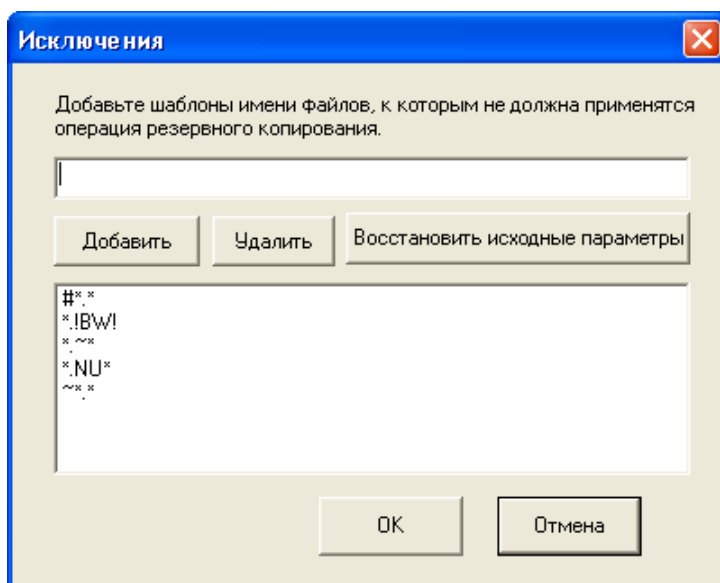 Исключения
Добавьте шаблоны имени файлов, к которым не должна применятся
операция резервного копирования.
Добавить
Удалить
Восстановить исходные параметры
#*.*
*.!BW!
*.~*
*.NU*
~*.*
OK
Отмена